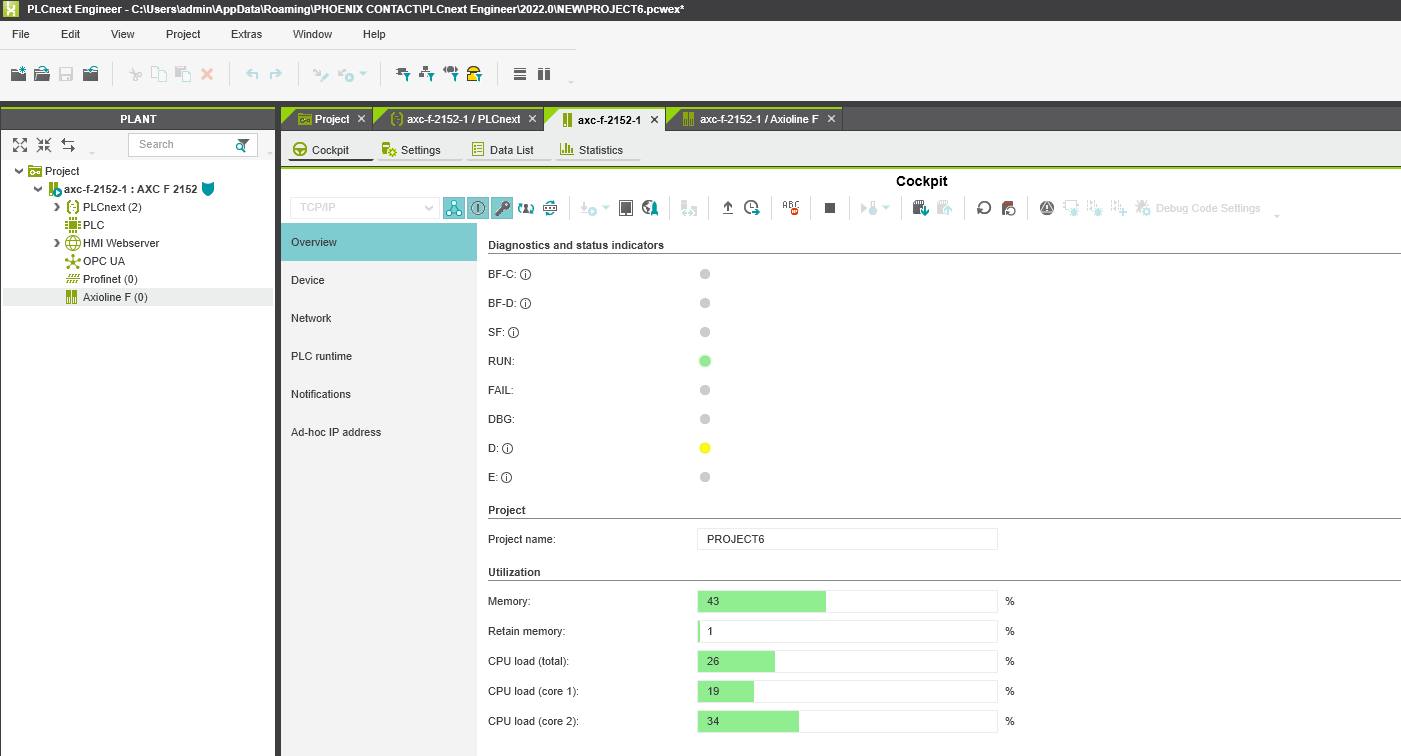 PLCnext Engineer - C:\Users\admin\AppData\Roaming\PHOENIX CONTACT\PLCnext Engineer\2022.0\NEW\PROJECT6.pcwex*
File Edit View Project Extras Window Help
PLANT
Search
Project
axc-f-2152-1 : AXC F 2152
PLCnext (2)
PLC
HMI Webserver
OPC UA
Profinet (0)
Axioline F (0)
Project axc-f-2152-1 / PLCnext axc-f-2152-1 axc-f-2152-1 / Axioline F
Cockpit Settings Data List Statistics
Cockpit
TCP/IP ABC Debug Code Settings
Overview
Device
Network
PLC runtime
Notifications
Ad-hoc IP address
Diagnostics and status indicators
BF-C:
BF-D:
SF:
RUN:
FAIL:
DBG:
D:
E:
Project
Project name: PROJECT6
Utilization
Memory: 43 %
Retain memory: 1 %
CPU load (total): 26 %
CPU load (core 1): 19 %
CPU load (core 2): 34 %